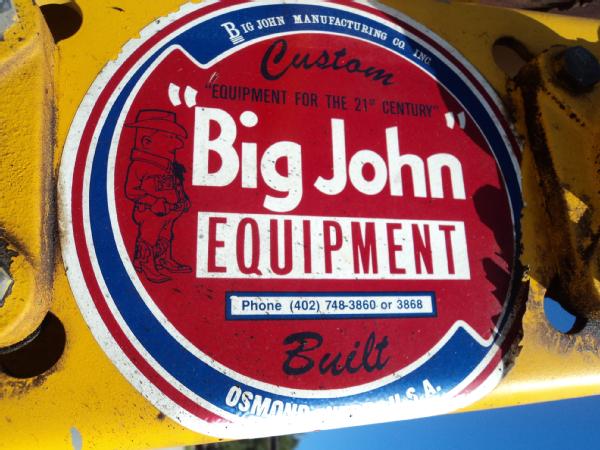 BIG JOHN MANUFACTURING CO. INC.
Custom
"EQUIPMENT FOR THE 21ST CENTURY"
"Big John"
EQUIPMENT
Phone (402) 748-3860 or 3868
Built
OSMOND U.S.A.